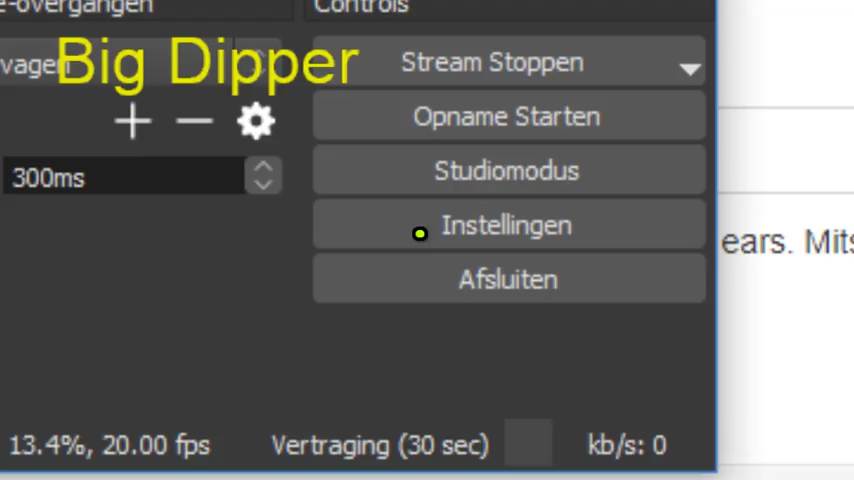 e-overgangen
Controls
vagen
Big Dipper
Stream Stoppen
Opname Starten
300ms
Studiomodus
Instellingen
ears. Mits
Afsluiten
13.4%, 20.00 fps
Vertraging (30 sec)
kb/s: 0